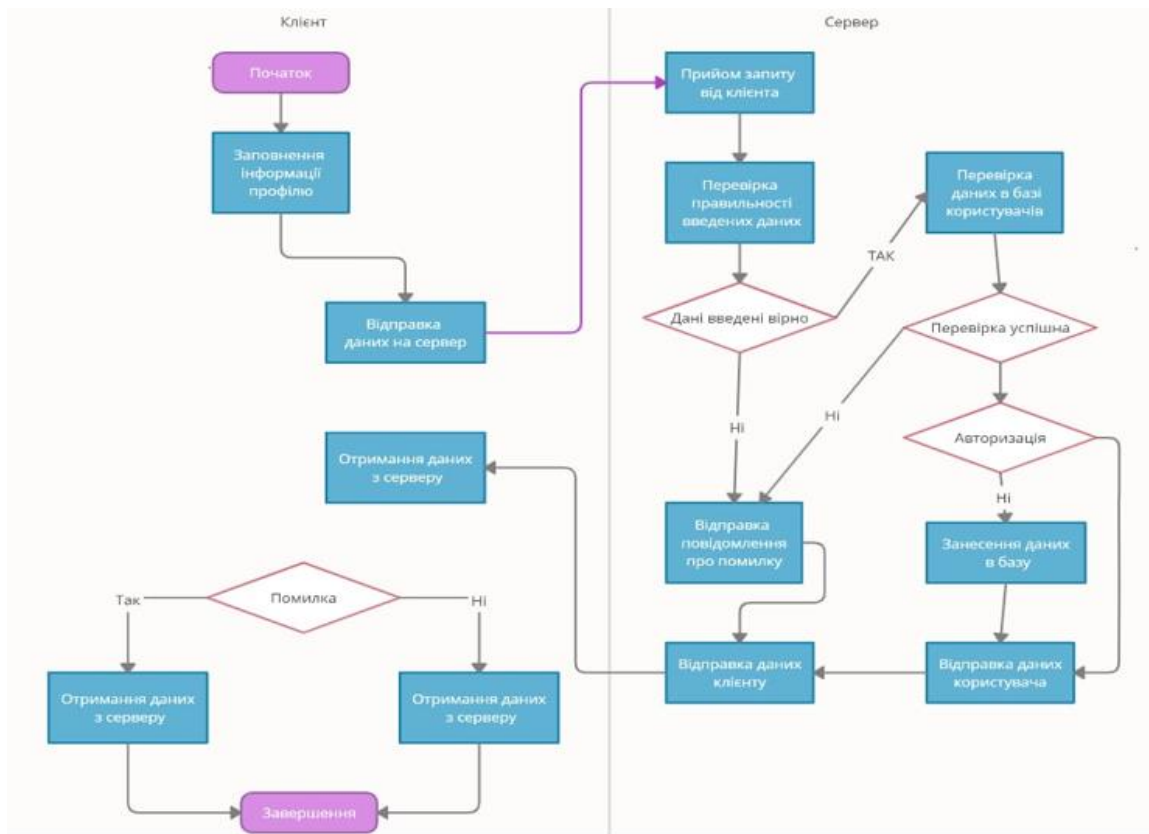 Клієнт
Сервер
Початок
Заповнення
інформації
профілю
Відправка
даних на сервер
Прийом запиту
від клієнта
Перевірка
правильності
введених даних
Дані введені вірно
ТАК
Перевірка
даних в базі
користувачів
Перевірка успішна
Ні
Ні
Авторизація
Ні
Відправка
повідомлення
про помилку
Занесення даних
в базу
Відправка даних
користувача
Відправка даних
клієнту
Отримання даних
з серверу
Помилка
Так
Ні
Отримання даних
з серверу
Отримання даних
з серверу
Завершення